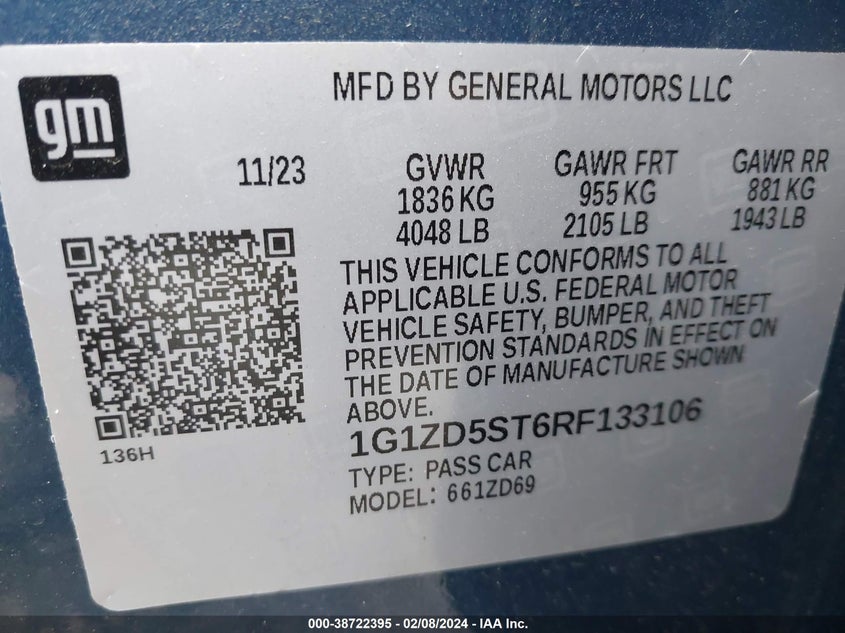 gm
MFD BY GENERAL MOTORS LLC
11/23 GVWR GAWR FRT GAWR RR
1836 KG 955 KG 881 KG
4048 LB 2105 LB 1943 LB
THIS VEHICLE CONFORMS TO ALL
APPLICABLE U.S. FEDERAL MOTOR
VEHICLE SAFETY, BUMPER, AND THEFT
PREVENTION STANDARDS IN EFFECT ON
THE DATE OF MANUFACTURE SHOWN
ABOVE.
1G1ZD5ST6RF133106
136H
TYPE: PASS CAR
MODEL: 661ZD69
000-38722395 - 02/08/2024 - IAA Inc.